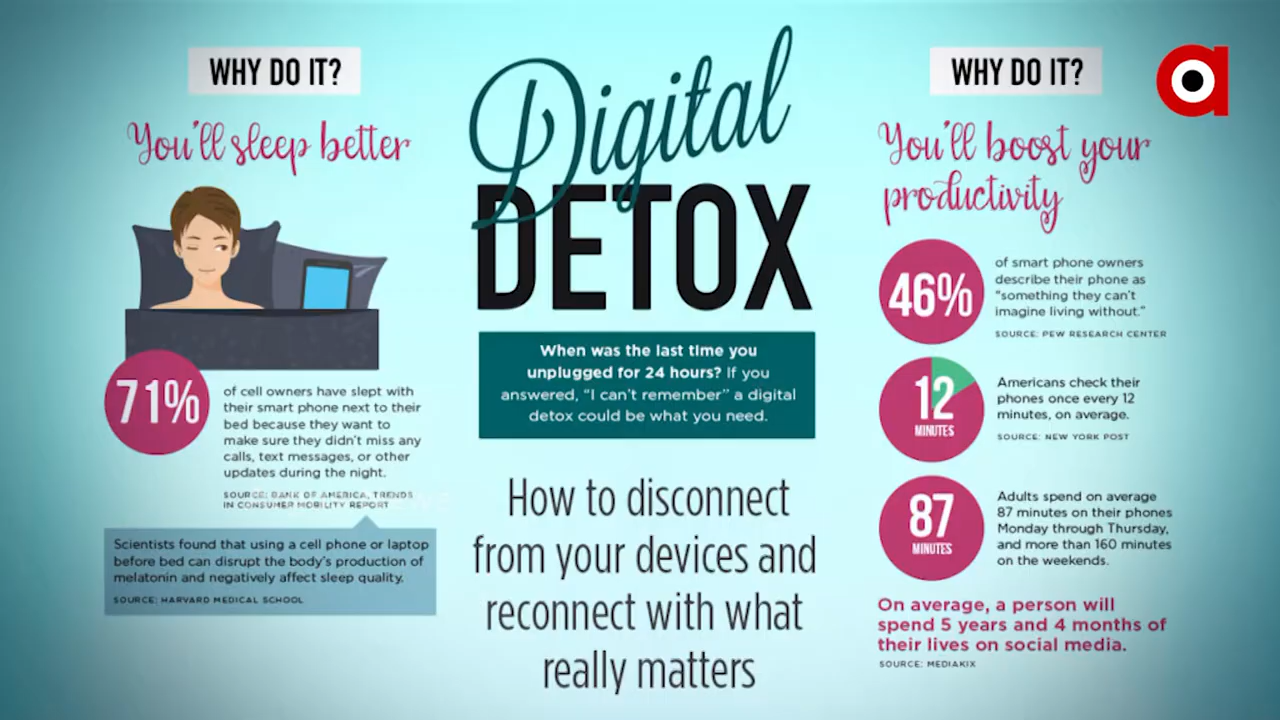 WHY DO IT?
You'll sleep better
71%
of cell owners have slept with
their smart phone next to their
bed because they want to
make sure they didn't miss any
calls, text messages, or other
updates during the night.
SOURCE: BANK OF AMERICA, TRENDS
IN CONSUMER MOBILITY REPORT
Scientists found that using a cell phone or laptop
before bed can disrupt the body's production of
melatonin and negatively affect sleep quality.
SOURCE: HARVARD MEDICAL SCHOOL
Digital
DETOX
When was the last time you
unplugged for 24 hours? If you
answered, "I can't remember" a digital
detox could be what you need.
How to disconnect
from your devices and
reconnect with what
really matters
WHY DO IT?
You'll boost your
productivity
46%
of smart phone owners
describe their phone as
"something they can't
imagine living without."
SOURCE: PEW RESEARCH CENTER
12
MINUTES
Americans check their
phones once every 12
minutes, on average.
SOURCE: NEW YORK POST
87
MINUTES
Adults spend on average
87 minutes on their phones
Monday through Thursday,
and more than 160 minutes
on the weekends.
On average, a person will
spend 5 years and 4 months of
their lives on social media.
SOURCE: MEDIAKIX
a